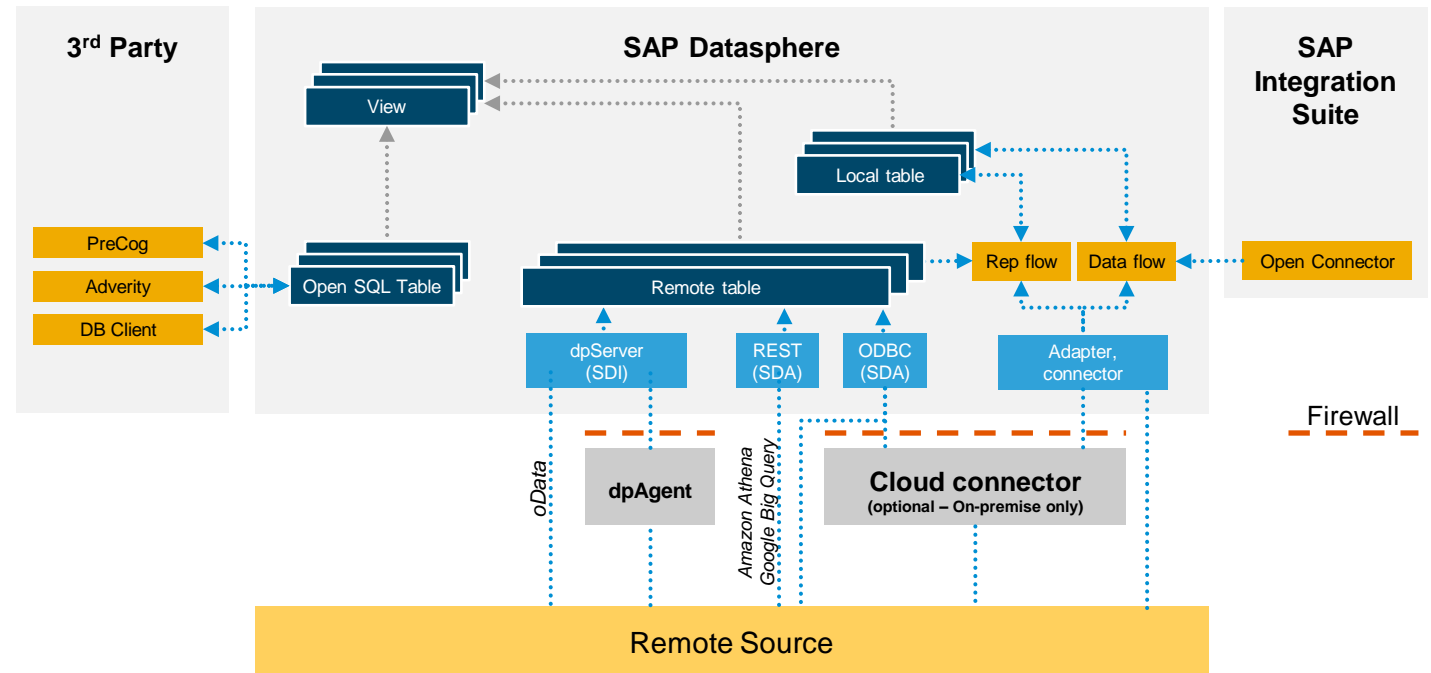 3rd Party
SAP Datasphere
SAP
Integration
Suite
View
Local table
PreCog
Adverity
DB Client
Open SQL Table
Remote table
Rep flow
Data flow
Open Connector
dpServer
(SDI)
REST
(SDA)
ODBC
(SDA)
Adapter,
connector
Firewall
oData
dpAgent
Amazon Athena
Google Big Query
Cloud connector
(optional – On-premise only)
Remote Source